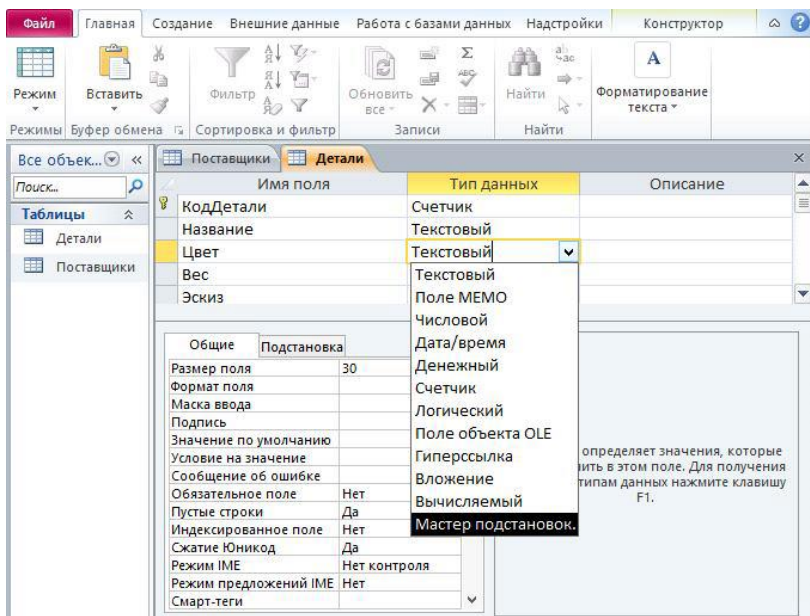 Файл Главная Создание Внешние данные Работа с базами данных Надстройки Конструктор
Режим Вставить Фильтр Обновить все Найти Форматирование текста
Режимы Буфер обмена Сортировка и фильтр Записи Найти
Все объек... « Поставщики Детали
Поиск...
Таблицы
Детали
Поставщики
Имя поля Тип данных Описание
КодДетали Счетчик
Название Текстовый
Цвет Текстовый
Вес
Эскиз
Текстовый
Поле МЕМО
Числовой
Дата/время
Денежный
Счетчик
Логический
Поле объекта OLE
Гиперссылка
Вложение
Вычисляемый
Мастер подстановок.
Общие Подстановка
Размер поля 30
Формат поля
Маска ввода
Подпись
Значение по умолчанию
Условие на значение
Сообщение об ошибке
Обязательное поле Нет
Пустые строки Да
Индексированное поле Нет
Сжатие Юникод Да
Режим IME Нет контроля
Режим предложений IME Нет
Смарт-теги
определяет значения, которые
ить в этом поле. Для получения
типам данных нажмите клавишу
F1.